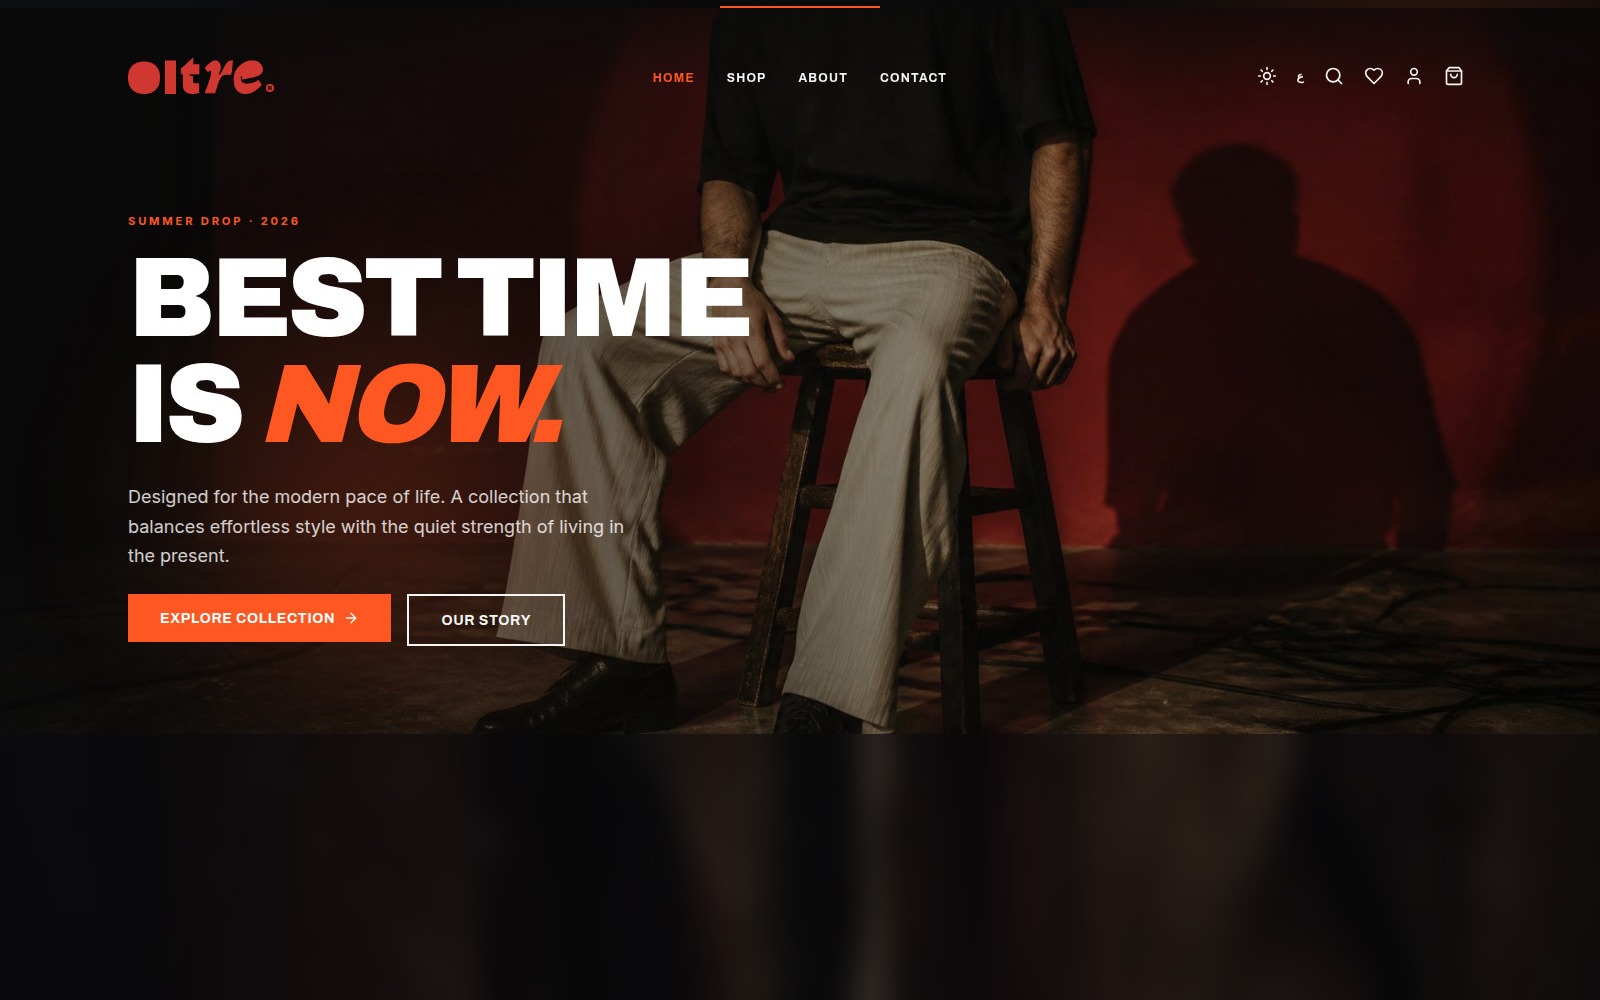 oltre.
HOME SHOP ABOUT CONTACT ع
SUMMER DROP · 2026
BEST TIME
IS NOW.
Designed for the modern pace of life. A collection that
balances effortless style with the quiet strength of living in
the present.
EXPLORE COLLECTION →
OUR STORY